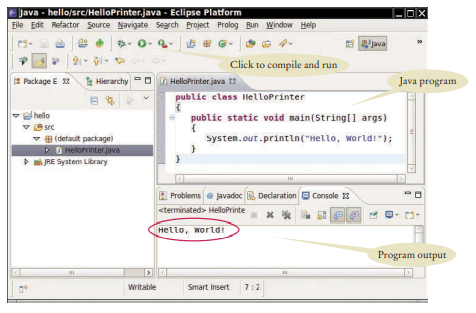 Java - hello/src/HelloPrinter.java - Eclipse Platform
File Edit Refactor Source Navigate Search Project Prolog Run Window Help
Java
»
Click to compile and run
Package E
Hierarchy
HelloPrinter.java
Java program
hello
src
(default package)
HelloPrinter.java
JRE System Library
public class HelloPrinter
{
public static void main(String[] args)
{
System.out.println("Hello, World!");
}
}
Problems @ Javadoc Declaration Console
<terminated> HelloPrinte
Hello, World!
Program output
Writable Smart Insert 7 : 2